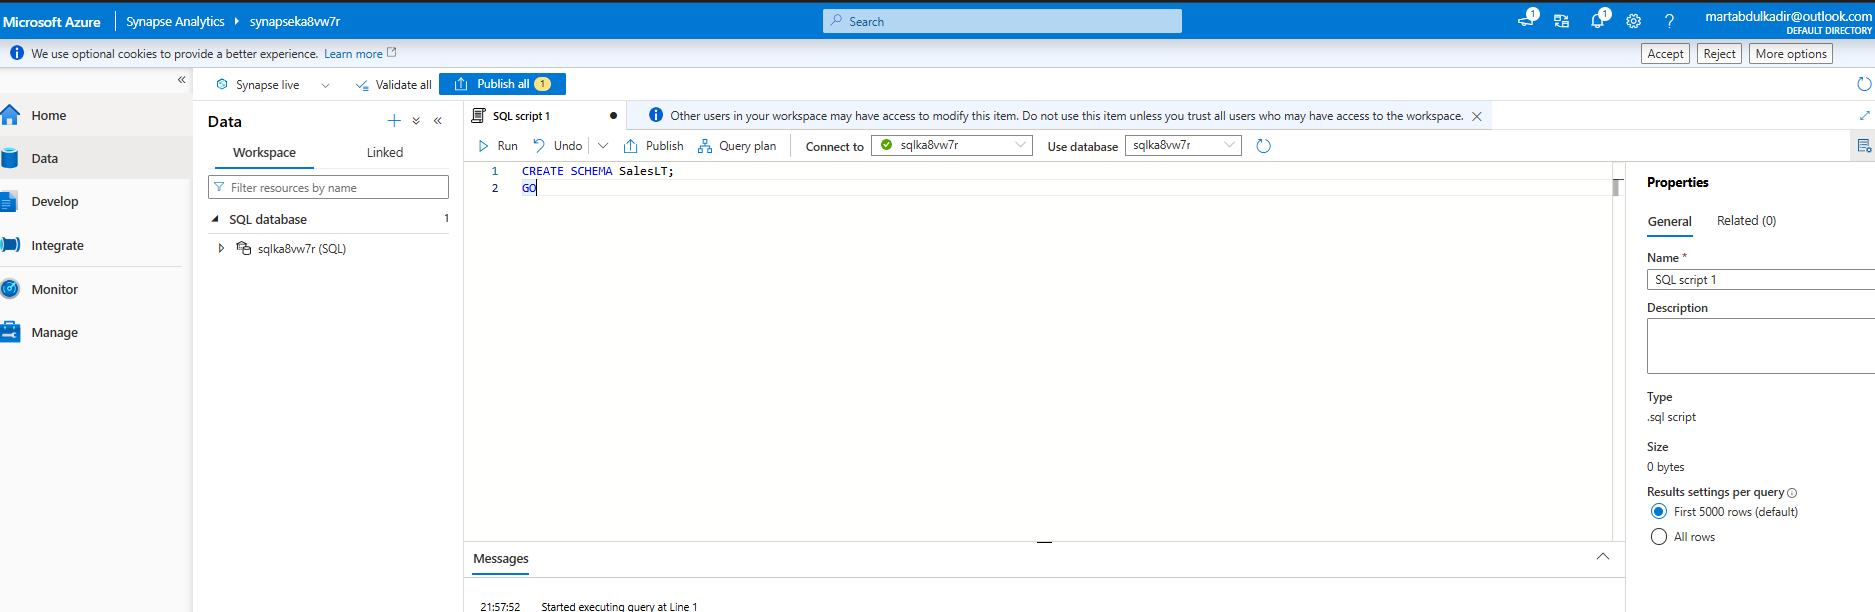 Microsoft Azure
Synapse Analytics
synapseka8vw7r
Search
1
1
martabdulkadir@outlook.com
DEFAULT DIRECTORY
We use optional cookies to provide a better experience. Learn more
Accept
Reject
More options
Synapse live
Validate all
Publish all 1
Home
Data
Develop
Integrate
Monitor
Manage
Data
Workspace
Linked
Filter resources by name
SQL database
1
sqlka8vw7r (SQL)
SQL script 1
Other users in your workspace may have access to modify this item. Do not use this item unless you trust all users who may have access to the workspace.
Run
Undo
Publish
Query plan
Connect to
sqlka8vw7r
Use database
sqlka8vw7r
1 CREATE SCHEMA SalesLT;
2 GO
Messages
21:57:52 Started executing query at Line 1
Properties
General
Related (0)
Name *
SQL script 1
Description
Type
.sql script
Size
0 bytes
Results settings per query
First 5000 rows (default)
All rows